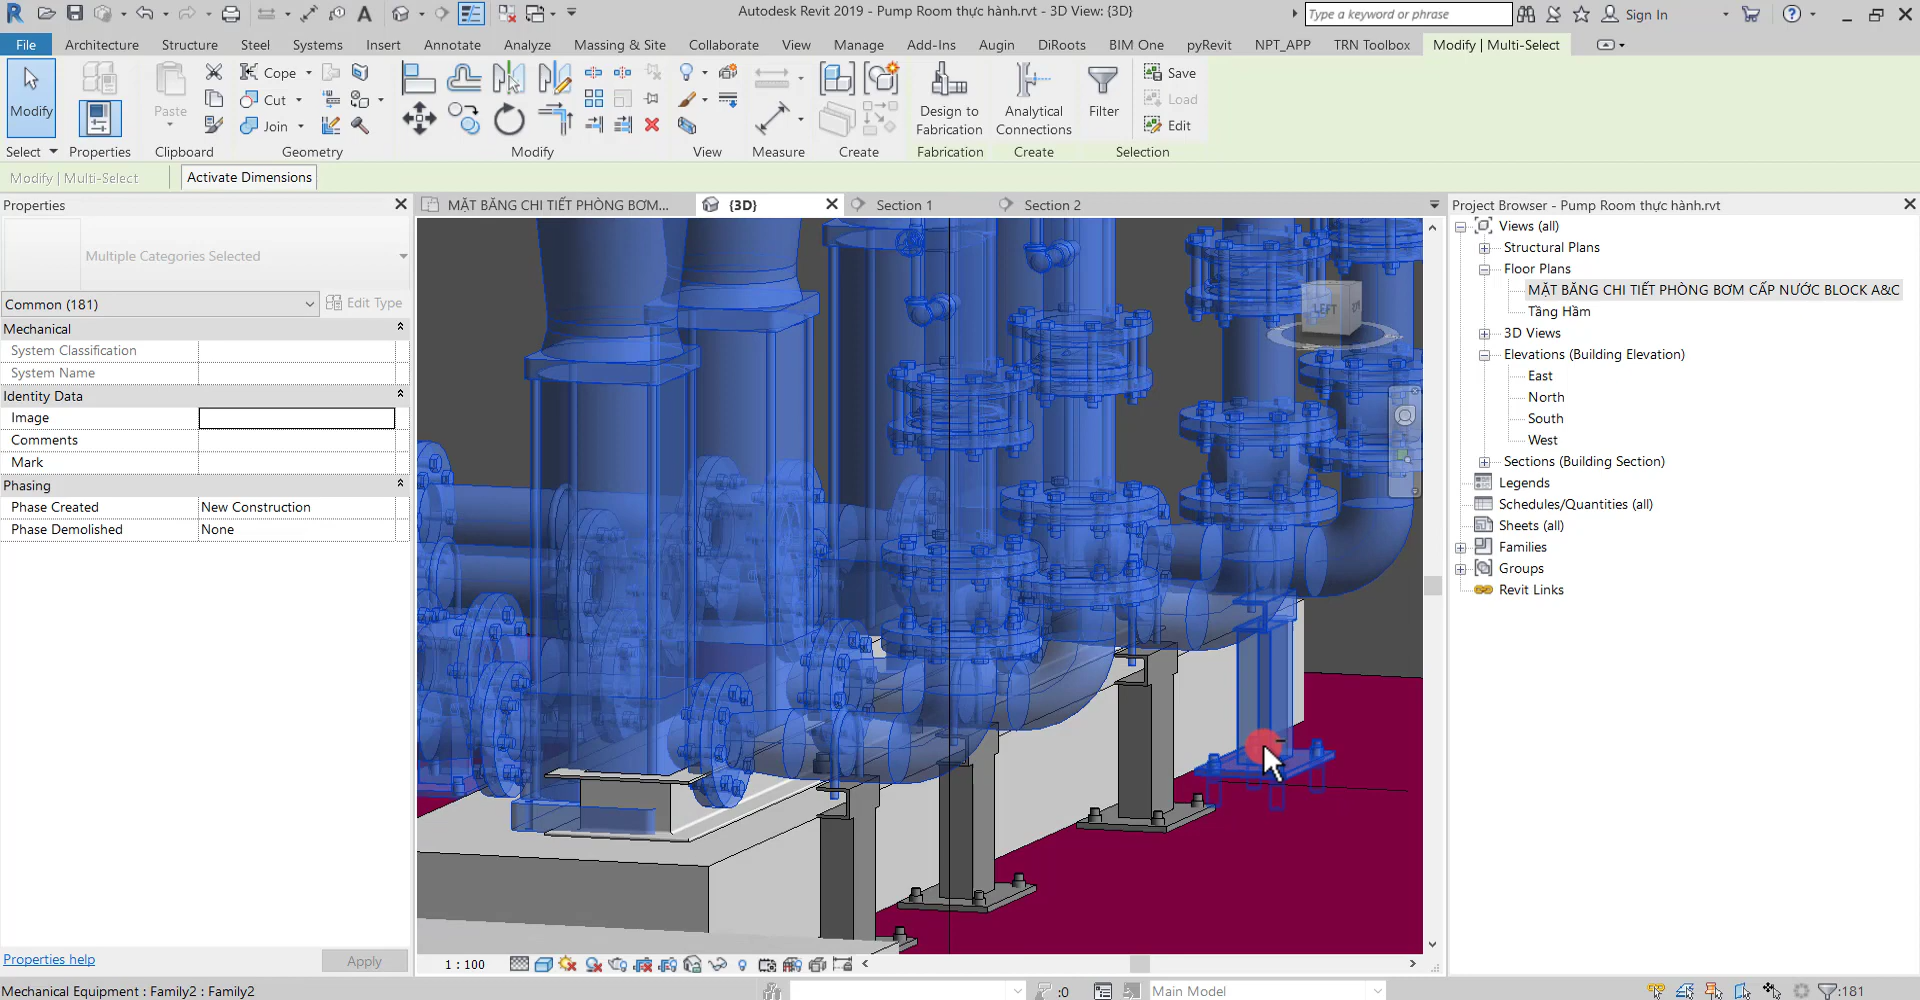 Autodesk Revit 2019 - Pump Room thực hành.rvt - 3D View: {3D}
Type a keyword or phrase
Sign In
File
Architecture
Structure
Steel
Systems
Insert
Annotate
Analyze
Massing & Site
Collaborate
View
Manage
Add-Ins
Augin
DiRoots
BIM One
pyRevit
NPT_APP
TRN Toolbox
Modify | Multi-Select
Modify
Paste
Cope
Cut
Join
Design to
Fabrication
Analytical
Connections
Filter
Save
Load
Edit
Select
Properties
Clipboard
Geometry
Modify
View
Measure
Create
Fabrication
Create
Selection
Modify | Multi-Select
Activate Dimensions
Properties
Multiple Categories Selected
Common (181)
Edit Type
Mechanical
System Classification
System Name
Identity Data
Image
Comments
Mark
Phasing
Phase Created
New Construction
Phase Demolished
None
Properties help
Apply
MẶT BẰNG CHI TIẾT PHÒNG BƠM...
{3D}
Section 1
Section 2
LEFT
1 : 100
Project Browser - Pump Room thực hành.rvt
Views (all)
Structural Plans
Floor Plans
MẶT BẰNG CHI TIẾT PHÒNG BƠM CẤP NƯỚC BLOCK A&C
Tầng Hầm
3D Views
Elevations (Building Elevation)
East
North
South
West
Sections (Building Section)
Legends
Schedules/Quantities (all)
Sheets (all)
Families
Groups
Revit Links
Mechanical Equipment : Family2 : Family2
:0
Main Model
:181